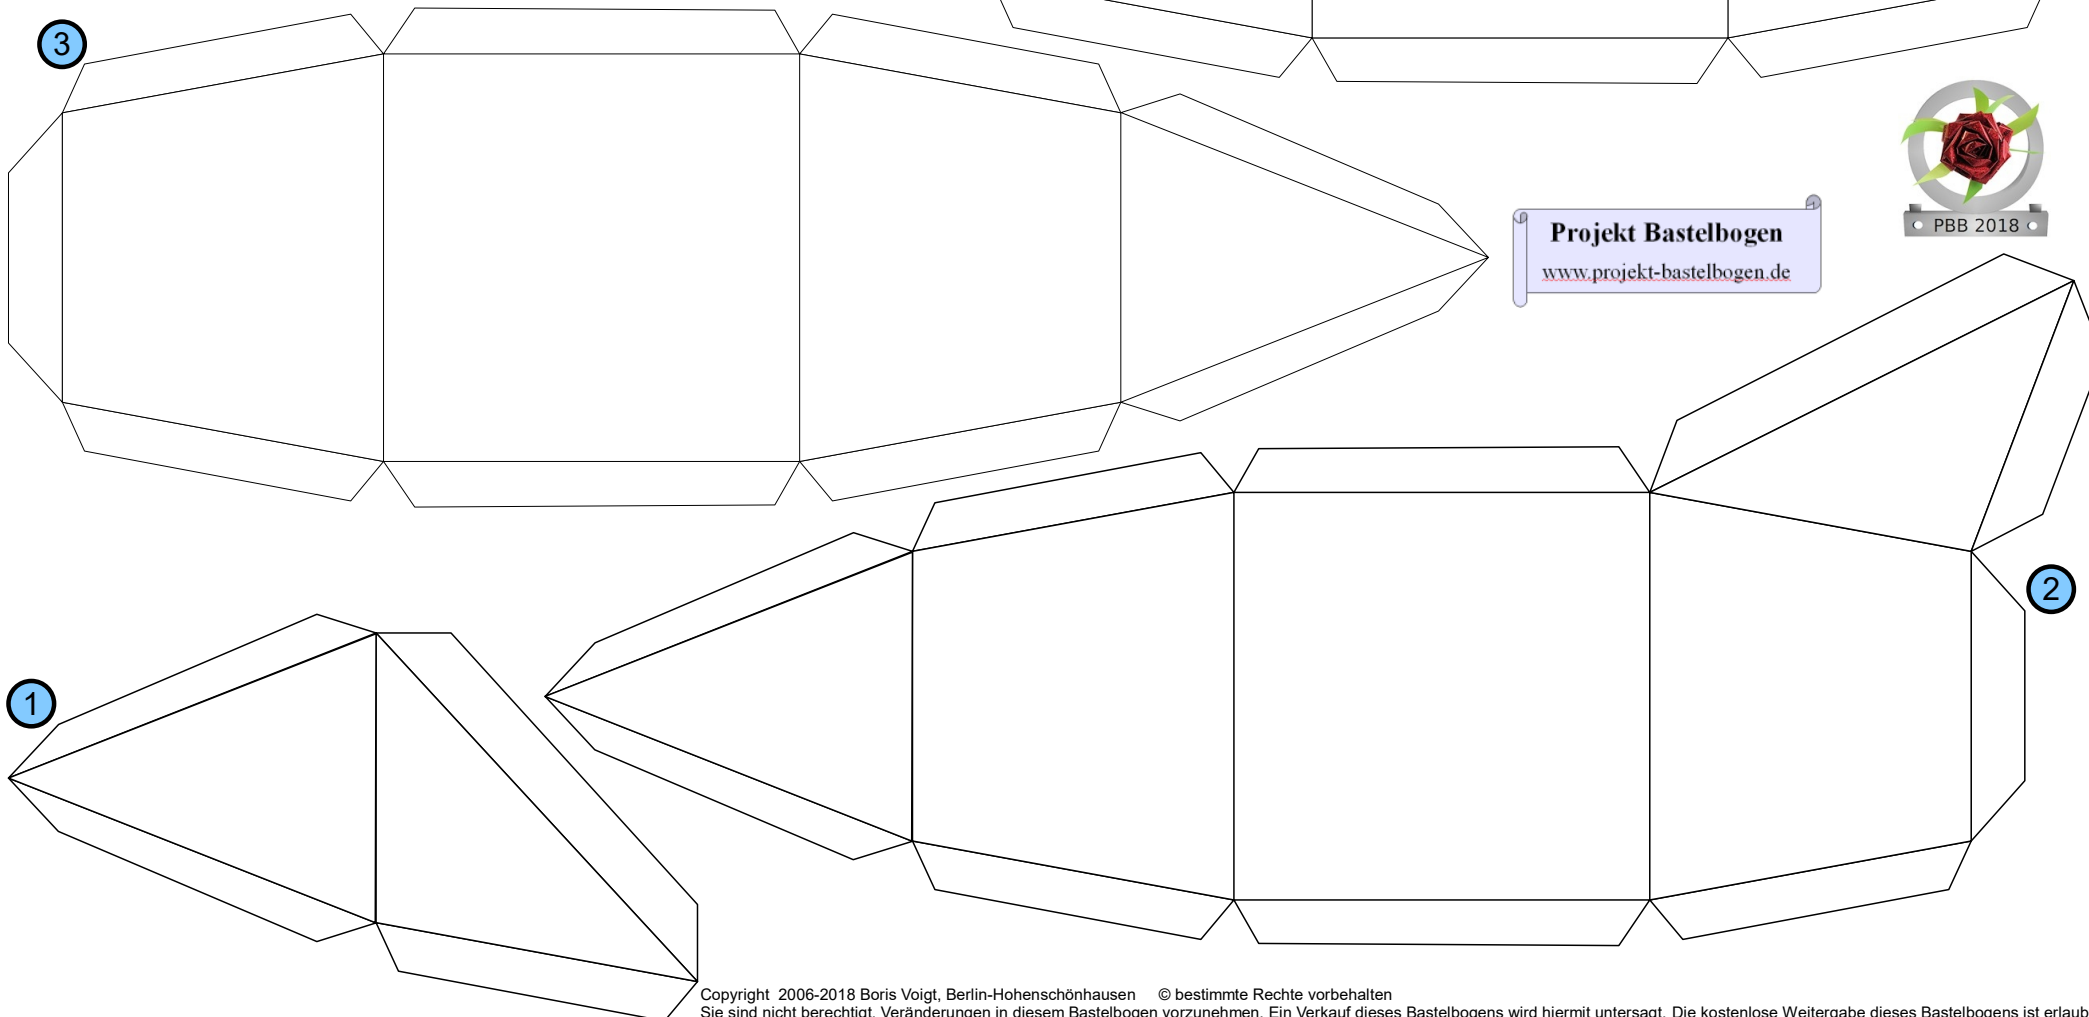 3
PBB 2018
Projekt Bastelbogen
www.projekt-bastelbogen.de
2
1
Copyright 2006-2018 Boris Voigt, Berlin-Hohenschönhausen © bestimmte Rechte vorbehalten
Sie sind nicht berechtigt, Veränderungen in diesem Bastelbogen vorzunehmen. Ein Verkauf dieses Bastelbogens wird hiermit untersagt. Die kostenlose Weitergabe dieses Bastelbogens ist erlaub